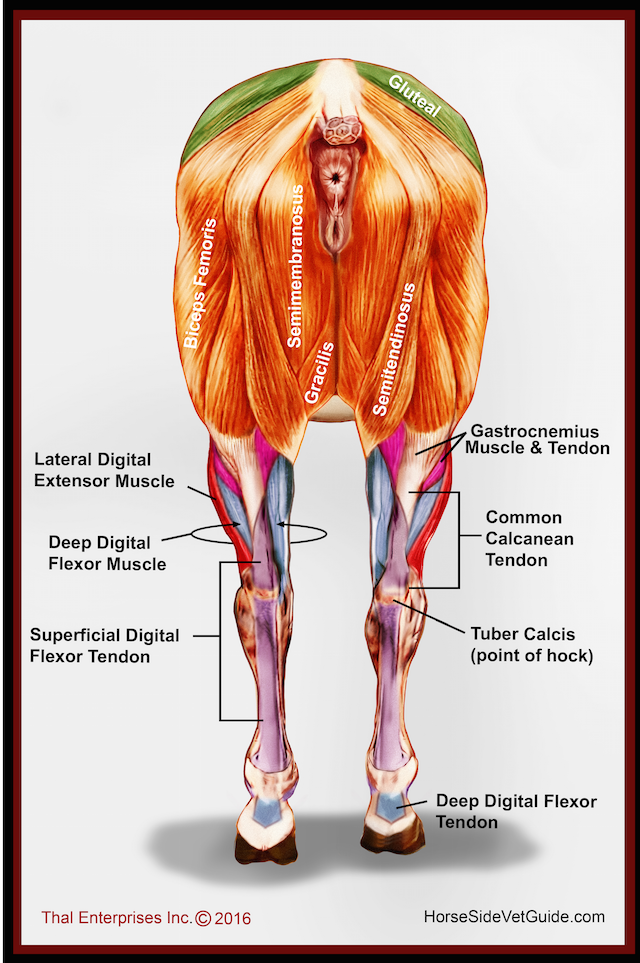 Gluteal
Biceps Femoris
Semimembranosus
Gracilis
Semitendinosus
Gastrocnemius
Muscle & Tendon
Lateral Digital
Extensor Muscle
Common
Calcanean
Tendon
Deep Digital
Flexor Muscle
Superficial Digital
Flexor Tendon
Tuber Calcis
(point of hock)
Deep Digital Flexor
Tendon
Thal Enterprises Inc. © 2016
HorseSideVetGuide.com